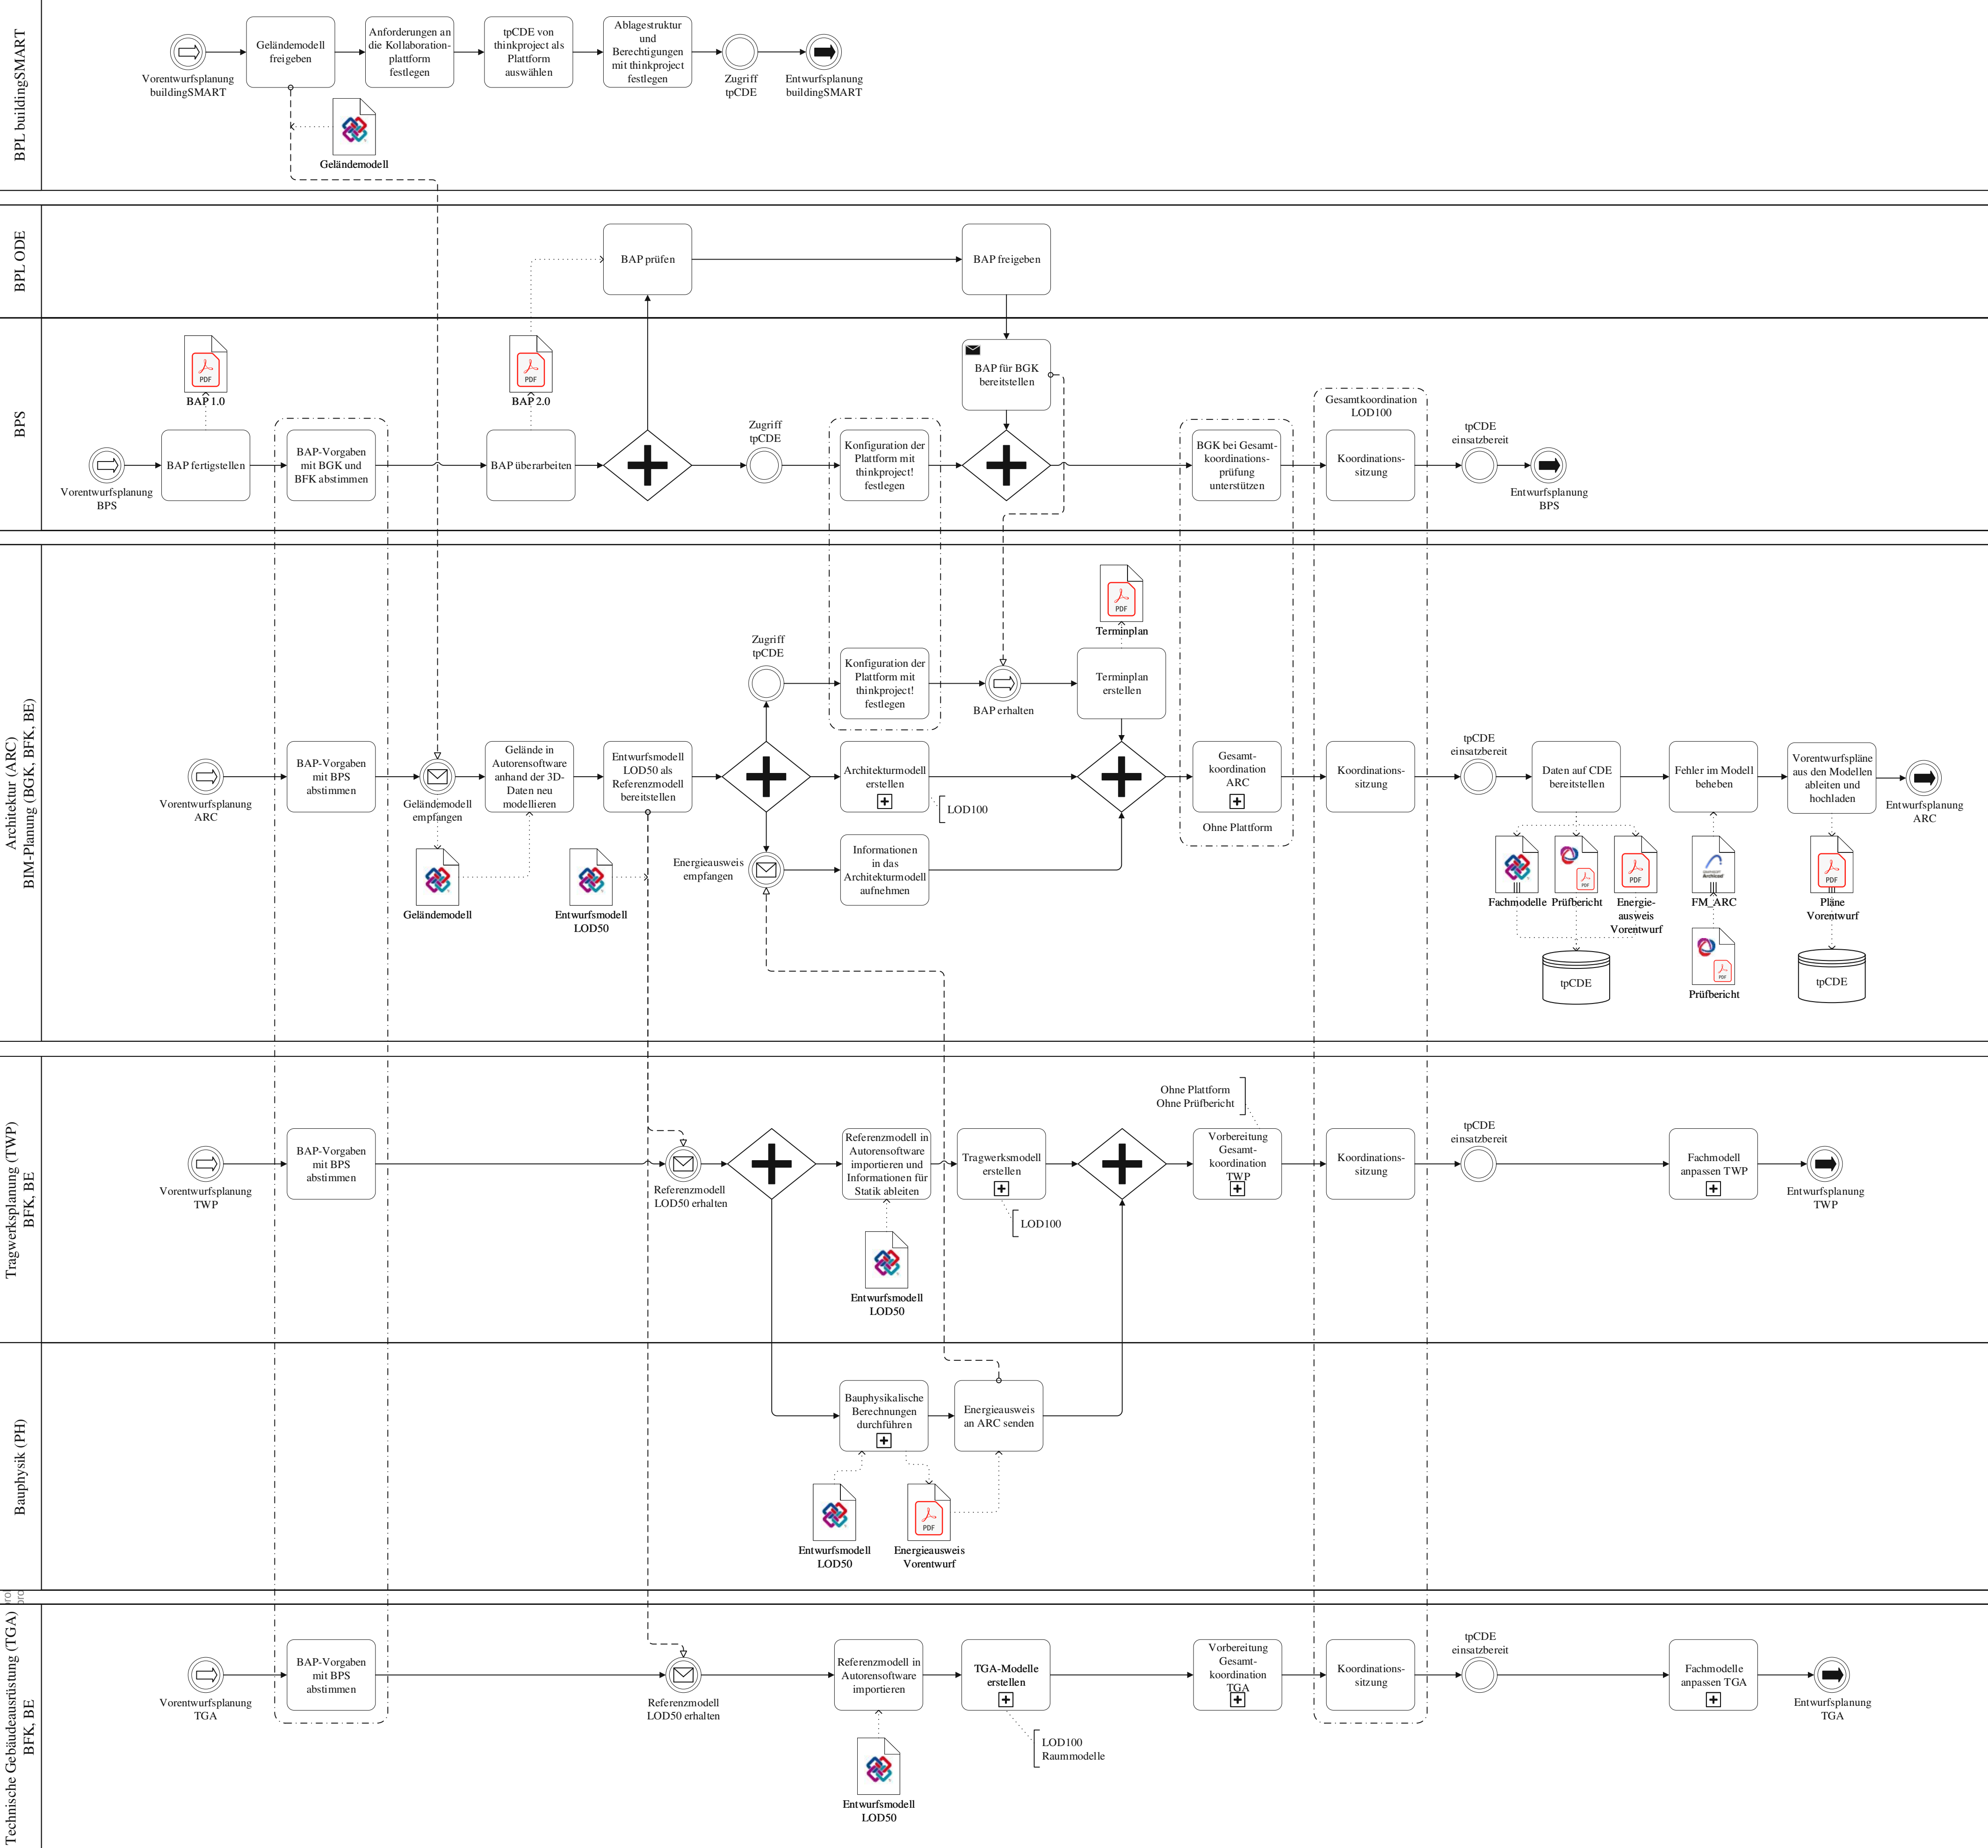 BPL buildingSMART
Vorentwurfsplanung
buildingSMART
Geländemodell
freigeben
Anforderungen an
die Kollaboration-
plattform
festlegen
tpCDE von
thinkproject als
Plattform
auswählen
Ablagestruktur
und
Berechtigungen
mit thinkproject
festlegen
Zugriff
tpCDE
Entwurfsplanung
buildingSMART
Geländemodell
BPL ODE
BAP prüfen
BAP freigeben
BPS
PDF
BAP 1.0
PDF
BAP 2.0
Vorentwurfsplanung
BPS
BAP fertigstellen
BAP-Vorgaben
mit BGK und
BFK abstimmen
BAP überarbeiten
Zugriff
tpCDE
Konfiguration der
Plattform mit
thinkproject!
festlegen
BAP für BGK
bereitstellen
BGK bei Gesamt-
koordinations-
prüfung
unterstützen
Gesamtkoordination
LOD100
Koordinations-
sitzung
tpCDE
einsatzbereit
Entwurfsplanung
BPS
Architektur (ARC)
BIM-Planung (BGK, BFK, BE)
Zugriff
tpCDE
Konfiguration der
Plattform mit
thinkproject!
festlegen
BAP erhalten
PDF
Terminplan
Terminplan
erstellen
Vorentwurfsplanung
ARC
BAP-Vorgaben
mit BPS
abstimmen
Geländemodell
empfangen
Gelände in
Autorensoftware
anhand der 3D-
Daten neu
modellieren
Entwurfsmodell
LOD50 als
Referenzmodell
bereitstellen
Architekturmodell
erstellen
LOD100
Gesamt-
koordination
ARC
Ohne Plattform
Koordinations-
sitzung
tpCDE
einsatzbereit
Daten auf CDE
bereitstellen
Fehler im Modell
beheben
Vorentwurfspläne
aus den Modellen
ableiten und
hochladen
Entwurfsplanung
ARC
Geländemodell
Entwurfsmodell
LOD50
Energieausweis
empfangen
Informationen
in das
Architekturmodell
aufnehmen
Fachmodelle
Prüfbericht
PDF
Energie-
ausweis
Vorentwurf
FM_ARC
PDF
Pläne
Vorentwurf
tpCDE
Prüfbericht
tpCDE
Tragwerksplanung (TWP)
BFK, BE
Vorentwurfsplanung
TWP
BAP-Vorgaben
mit BPS
abstimmen
Referenzmodell
LOD50 erhalten
Referenzmodell in
Autorensoftware
importieren und
Informationen für
Statik ableiten
Tragwerksmodell
erstellen
LOD100
Ohne Plattform
Ohne Prüfbericht
Vorbereitung
Gesamt-
koordination
TWP
Koordinations-
sitzung
tpCDE
einsatzbereit
Fachmodell
anpassen TWP
Entwurfsplanung
TWP
Entwurfsmodell
LOD50
Bauphysik (PH)
Bauphysikalische
Berechnungen
durchführen
Energieausweis
an ARC senden
Entwurfsmodell
LOD50
PDF
Energieausweis
Vorentwurf
Technische Gebäudeausrüstung (TGA)
BFK, BE
Vorentwurfsplanung
TGA
BAP-Vorgaben
mit BPS
abstimmen
Referenzmodell
LOD50 erhalten
Referenzmodell in
Autorensoftware
importieren
TGA-Modelle
erstellen
LOD100
Raummodelle
Vorbereitung
Gesamt-
koordination
TGA
Koordinations-
sitzung
tpCDE
einsatzbereit
Fachmodelle
anpassen TGA
Entwurfsplanung
TGA
Entwurfsmodell
LOD50